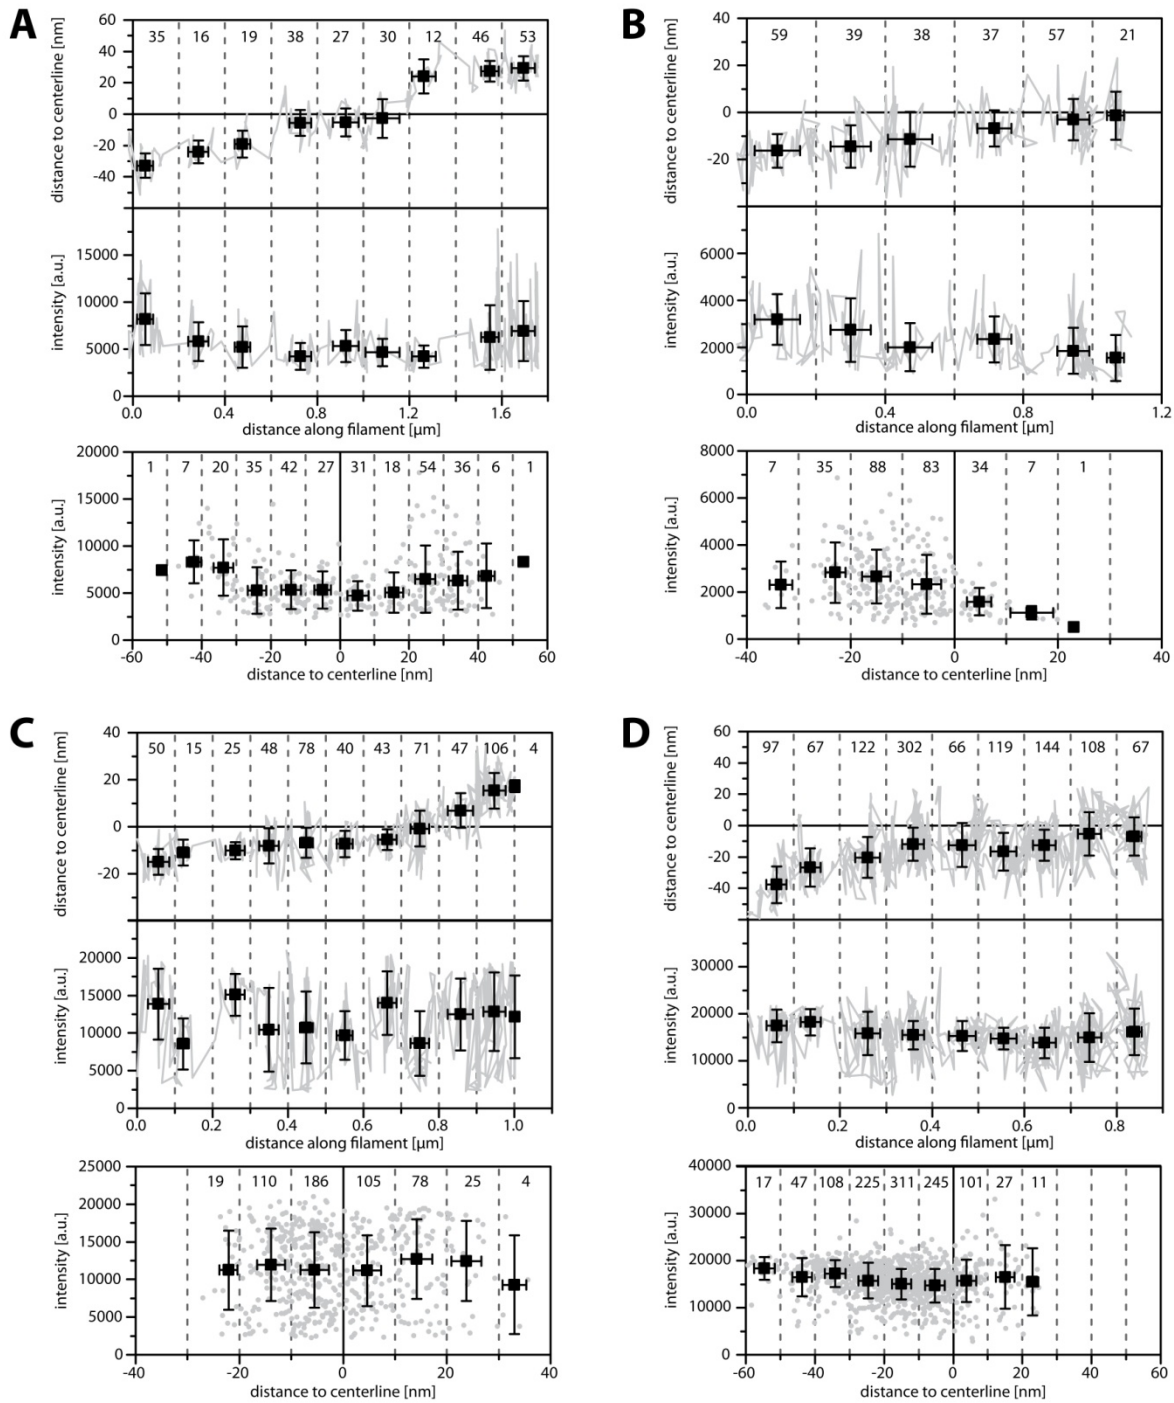 A
35 16 19 38 27 30 12 46 53
distance to centerline [nm]
60
40
20
0
-20
-40
intensity [a.u.]
15000
10000
5000
0
0.0 0.4 0.8 1.2 1.6
distance along filament [µm]
20000
15000
10000
5000
0
intensity [a.u.]
1 7 20 35 42 27 31 18 54 36 6 1
-60 -40 -20 0 20 40 60
distance to centerline [nm]
B
59 39 38 37 57 21
distance to centerline [nm]
40
20
0
-20
intensity [a.u.]
6000
4000
2000
0
0.0 0.4 0.8 1.2
distance along filament [µm]
8000
6000
4000
2000
0
intensity [a.u.]
7 35 88 83 34 7 1
-40 -20 0 20 40
distance to centerline [nm]
C
50 15 25 48 78 40 43 71 47 106 4
distance to centerline [nm]
40
20
0
-20
intensity [a.u.]
20000
15000
10000
5000
0
0.0 0.2 0.4 0.6 0.8 1.0
distance along filament [µm]
25000
20000
15000
10000
5000
0
intensity [a.u.]
19 110 186 105 78 25 4
-40 -20 0 20 40
distance to centerline [nm]
D
97 67 122 302 66 119 144 108 67
distance to centerline [nm]
60
40
20
0
-20
-40
intensity [a.u.]
30000
20000
10000
0
0.0 0.2 0.4 0.6 0.8
distance along filament [µm]
40000
30000
20000
10000
0
intensity [a.u.]
17 47 108 225 311 245 101 27 11
-60 -40 -20 0 20 40 60
distance to centerline [nm]